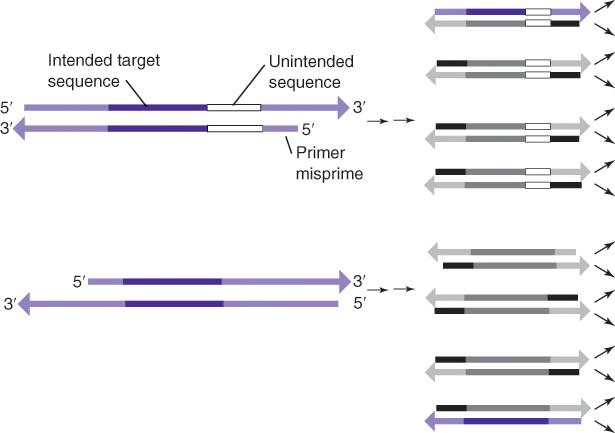 Intended target
sequence
Unintended
sequence
5′ 3′
3′ 5′
Primer
misprime
5′ 3′
3′ 5′